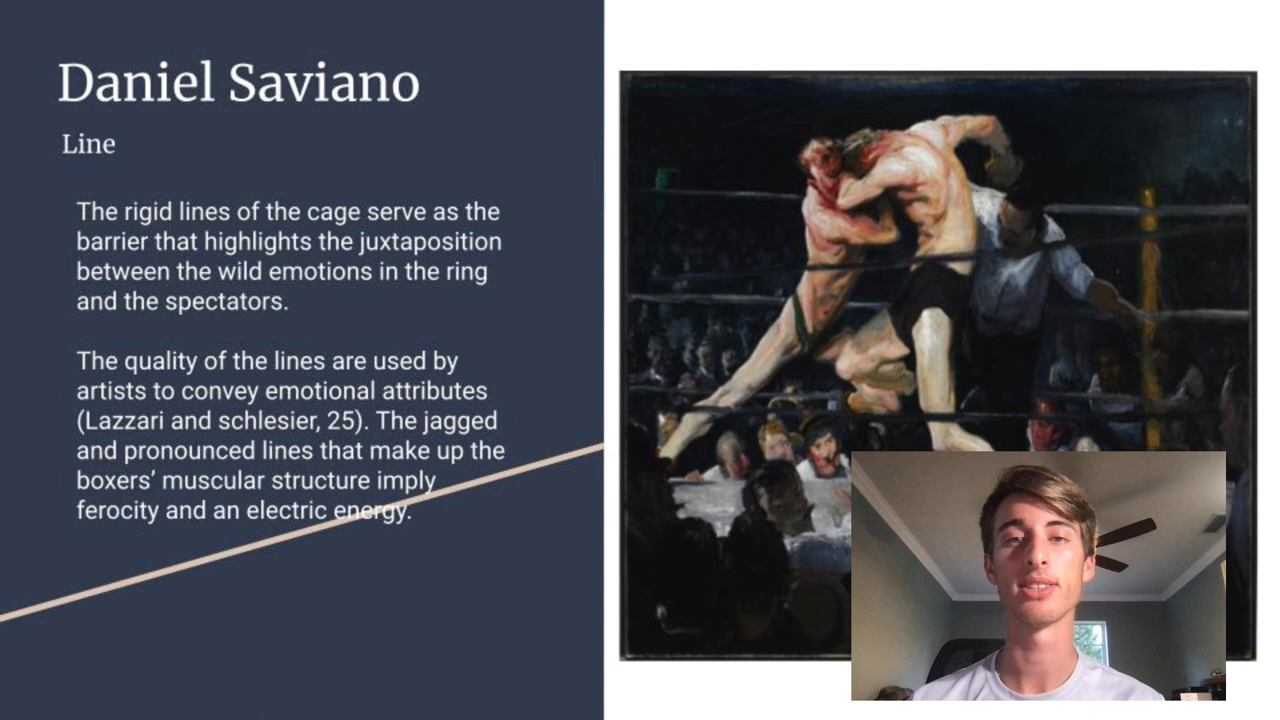 Daniel Saviano
Line
The rigid lines of the cage serve as the
barrier that highlights the juxtaposition
between the wild emotions in the ring
and the spectators.
The quality of the lines are used by
artists to convey emotional attributes
(Lazzari and schlesier, 25). The jagged
and pronounced lines that make up the
boxers’ muscular structure imply
ferocity and an electric energy.